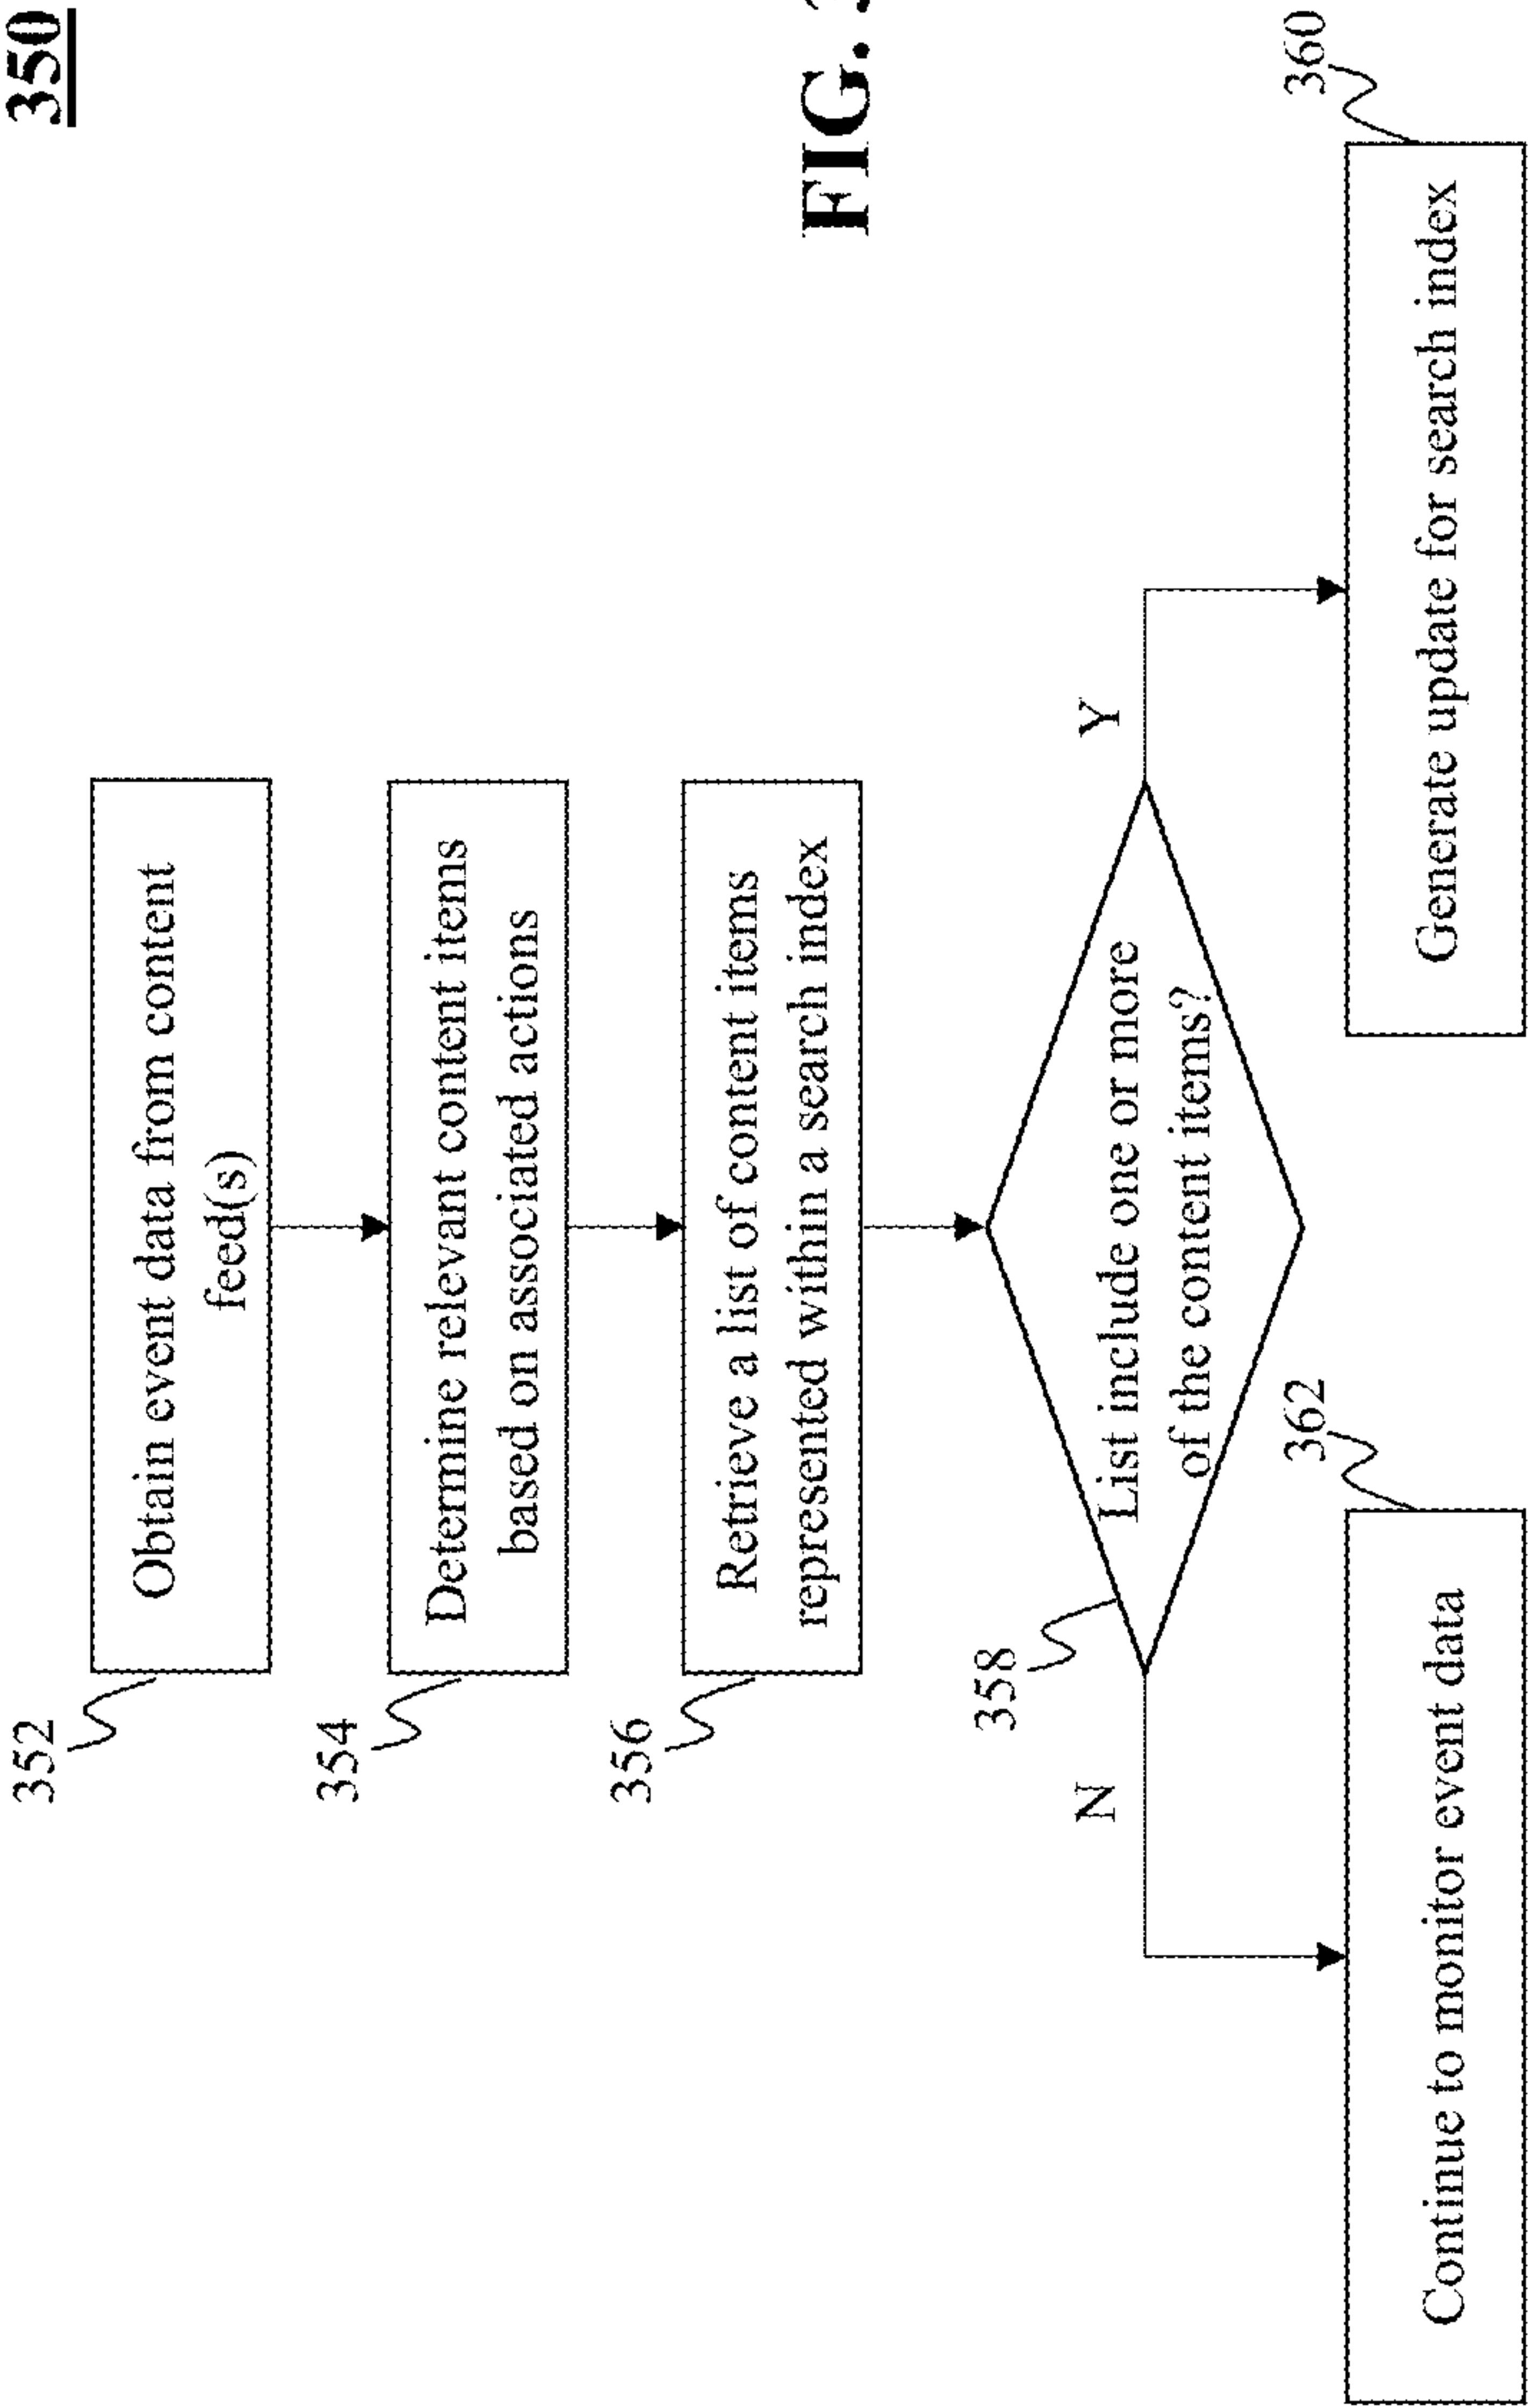 350
352
Obtain event data from content
feed(s)
354
Determine relevant content items
based on associated actions
356
Retrieve a list of content items
represented within a search index
358
List include one or more
of the content items?
N
Y
362
Continue to monitor event data
360
Generate update for search index
FIG.